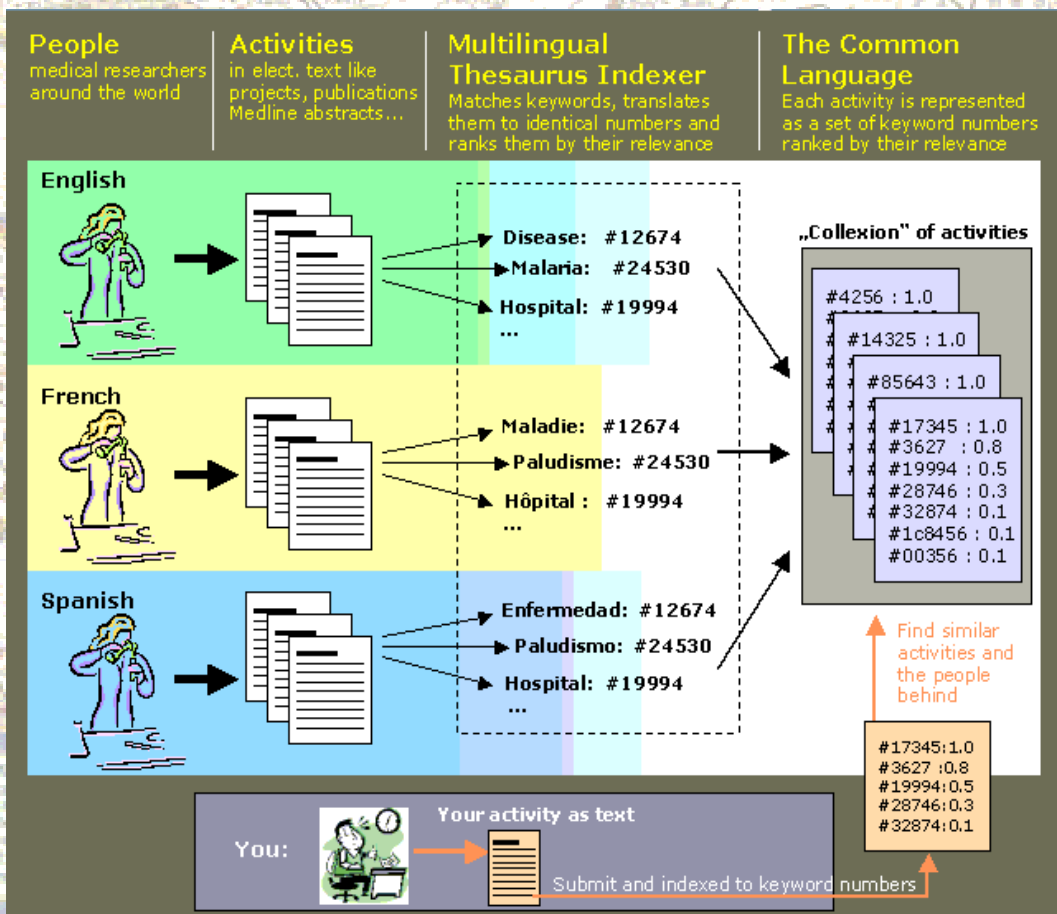 People
medical researchers
around the world
Activities
in elect. text like
projects, publications
Medline abstracts...
Multilingual
Thesaurus Indexer
Matches keywords, translates
them to identical numbers and
ranks them by their relevance
The Common
Language
Each activity is represented
as a set of keyword numbers
ranked by their relevance
English
Disease: #12674
Malaria: #24530
Hospital: #19994
...
French
Maladie: #12674
Paludisme: #24530
Hôpital : #19994
...
Spanish
Enfermedad: #12674
Paludismo: #24530
Hospital: #19994
...
„Collexion" of activities
#4256 : 1.0
#14325 : 1.0
#85643 : 1.0
#17345 : 1.0
#3627 : 0.8
#19994 : 0.5
#28746 : 0.3
#32874 : 0.1
#1c8456 : 0.1
#00356 : 0.1
Find similar
activities and
the people
behind
#17345:1.0
#3627 :0.8
#19994:0.5
#28746:0.3
#32874:0.1
You:
Your activity as text
Submit and indexed to keyword numbers